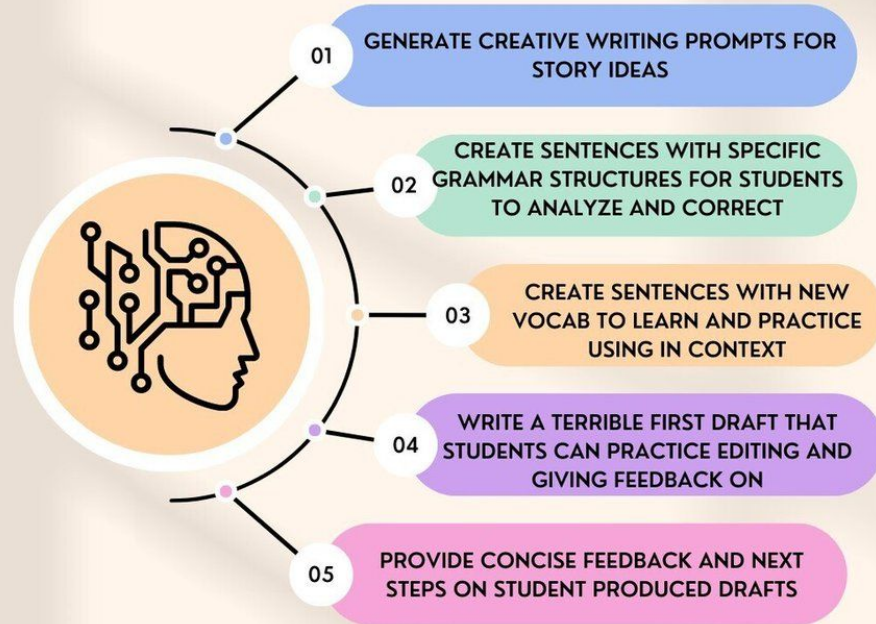 01
GENERATE CREATIVE WRITING PROMPTS FOR
STORY IDEAS
02
CREATE SENTENCES WITH SPECIFIC
GRAMMAR STRUCTURES FOR STUDENTS
TO ANALYZE AND CORRECT
03
CREATE SENTENCES WITH NEW
VOCAB TO LEARN AND PRACTICE
USING IN CONTEXT
04
WRITE A TERRIBLE FIRST DRAFT THAT
STUDENTS CAN PRACTICE EDITING AND
GIVING FEEDBACK ON
05
PROVIDE CONCISE FEEDBACK AND NEXT
STEPS ON STUDENT PRODUCED DRAFTS